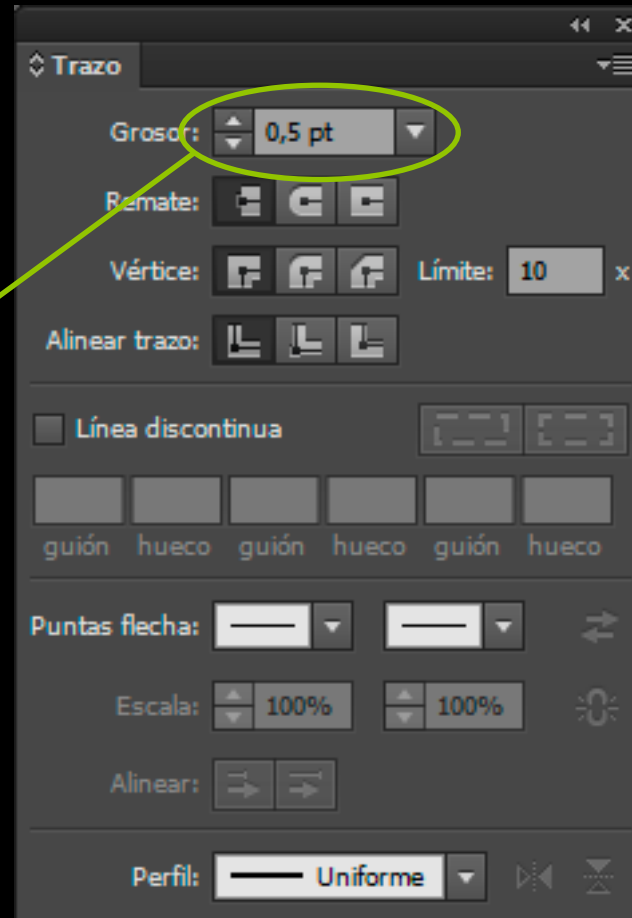 Trazo
Grosor: 0,5 pt
Remate:
Vértice: Límite: 10 x
Alinear trazo:
Línea discontinua
guión hueco guión hueco guión hueco
Puntas flecha:
Escala: 100% 100%
Alinear:
Perfil: Uniforme